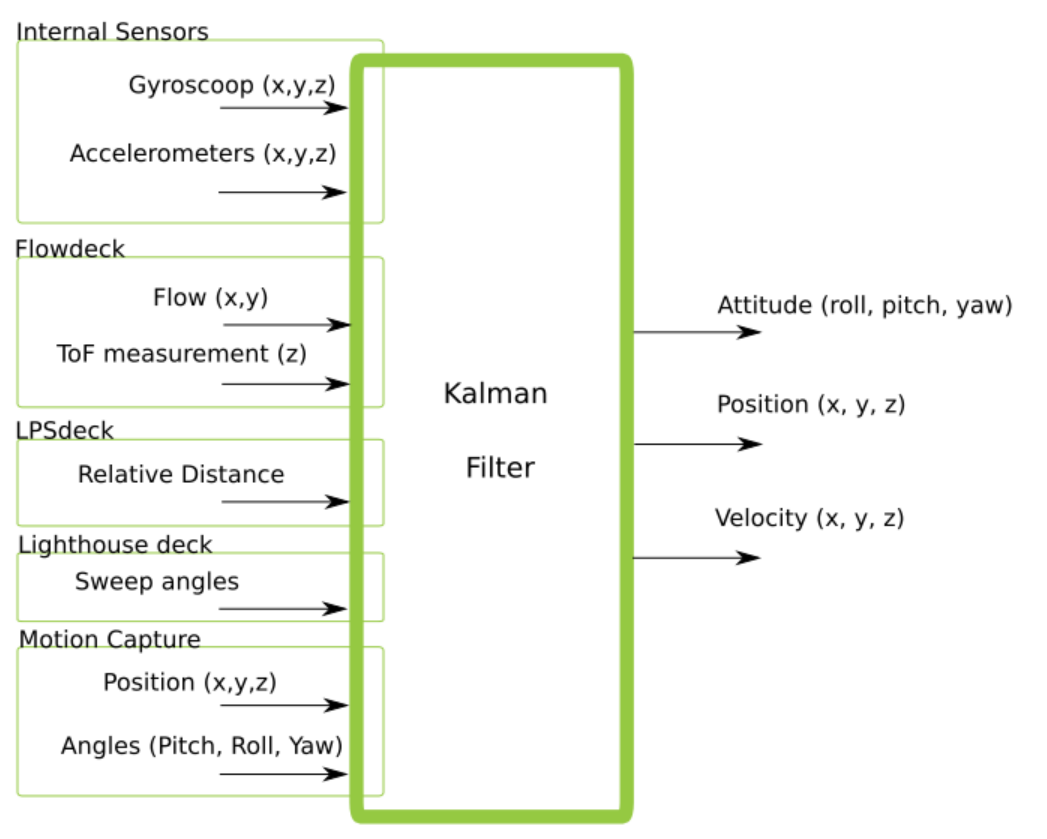 Internal Sensors
Gyroscoop (x,y,z)
Accelerometers (x,y,z)
Flowdeck
Flow (x,y)
ToF measurement (z)
LPSdeck
Relative Distance
Lighthouse deck
Sweep angles
Motion Capture
Position (x,y,z)
Angles (Pitch, Roll, Yaw)
Kalman
Filter
Attitude (roll, pitch, yaw)
Position (x, y, z)
Velocity (x, y, z)